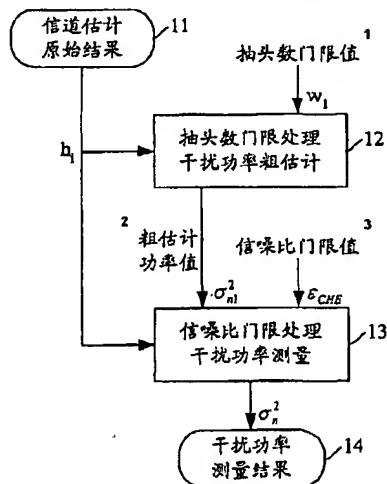 信道估计
原始结果
11
抽头数门限值
1
w₁
hᵢ
抽头数门限处理
干扰功率粗估计
12
2
粗估计
功率值
σ²ₙ₁
信噪比门限值
3
ε_CHE
信噪比门限处理
干扰功率测量
13
σ²ₙ
干扰功率
测量结果
14